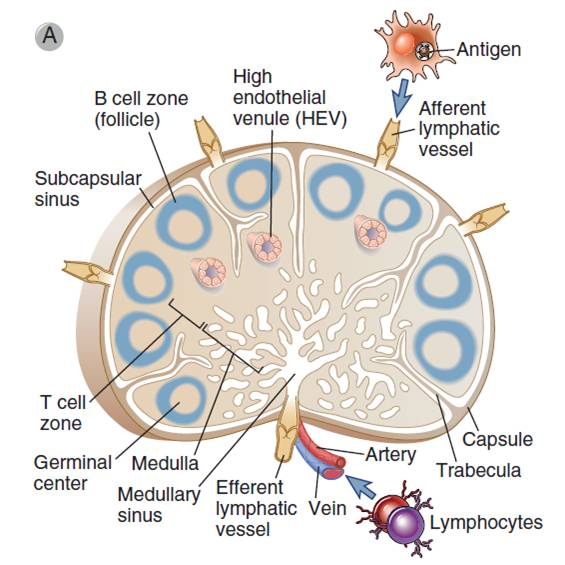 A
Antigen
High
endothelial
venule (HEV)
B cell zone
(follicle)
Afferent
lymphatic
vessel
Subcapsular
sinus
T cell
zone
Germinal
center
Medulla
Medullary
sinus
Efferent
lymphatic
vessel
Vein
Artery
Capsule
Trabecula
Lymphocytes